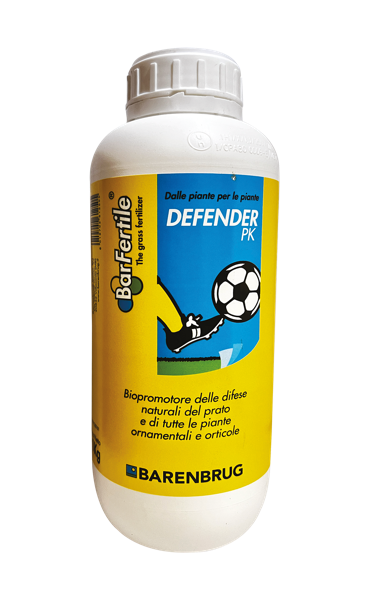 Dalle piante per le piante
DEFENDER
PK
BarFertile®
The grass fertilizer
Biopromotore delle difese
naturali del prato
e di tutte le piante
ornamentali e orticole
BARENBRUG